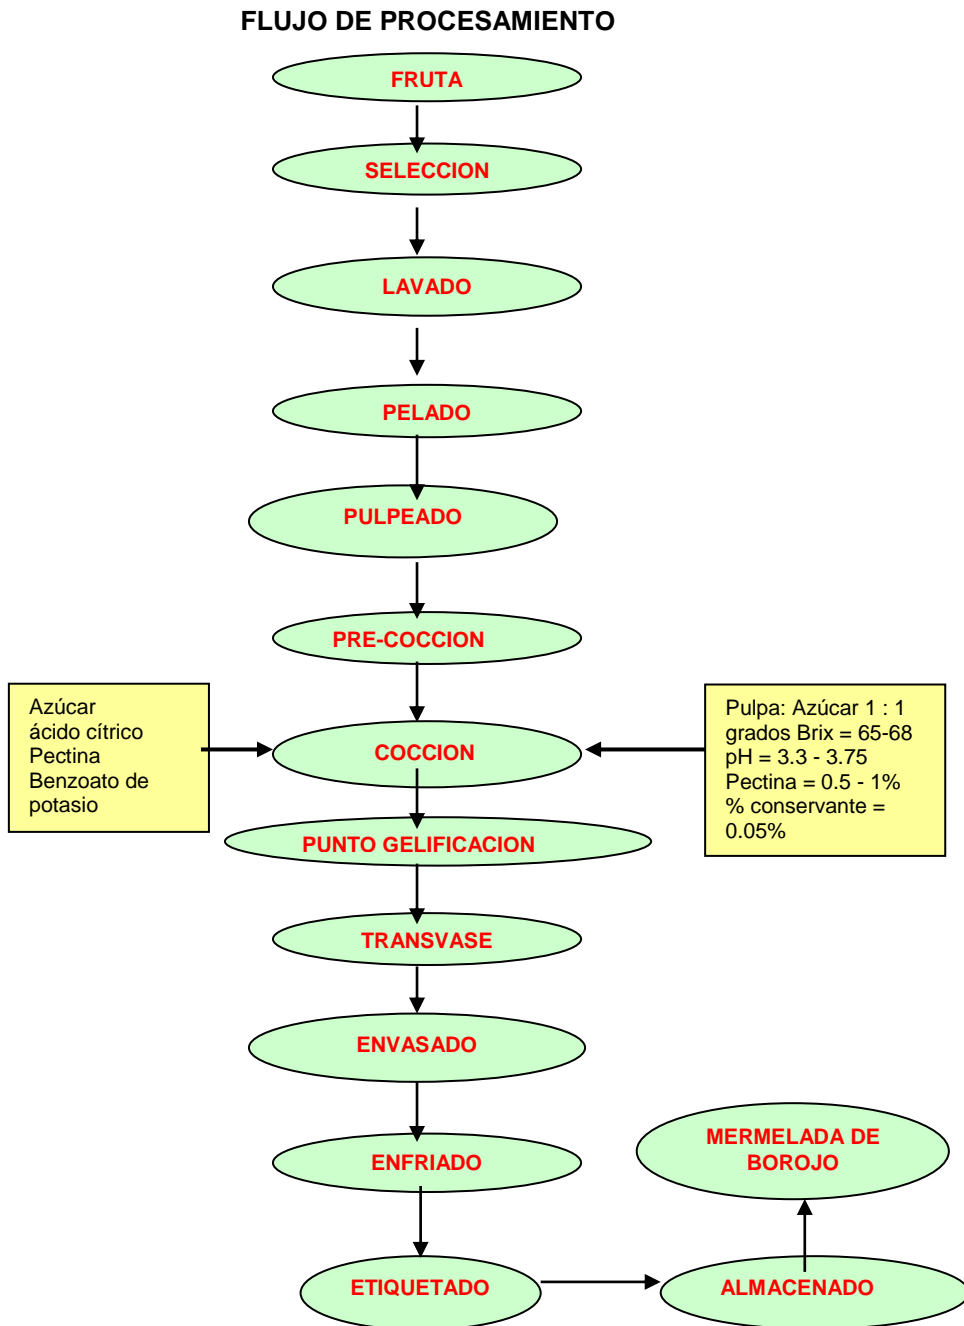 FLUJO DE PROCESAMIENTO
FRUTA
SELECCION
LAVADO
PELADO
PULPEADO
PRE-COCCION
Azúcar
ácido cítrico
Pectina
Benzoato de
potasio
COCCION
Pulpa: Azúcar 1 : 1
grados Brix = 65-68
pH = 3.3 - 3.75
Pectina = 0.5 - 1%
% conservante =
0.05%
PUNTO GELIFICACION
TRANSVASE
ENVASADO
ENFRIADO
ETIQUETADO
ALMACENADO
MERMELADA DE
BOROJO